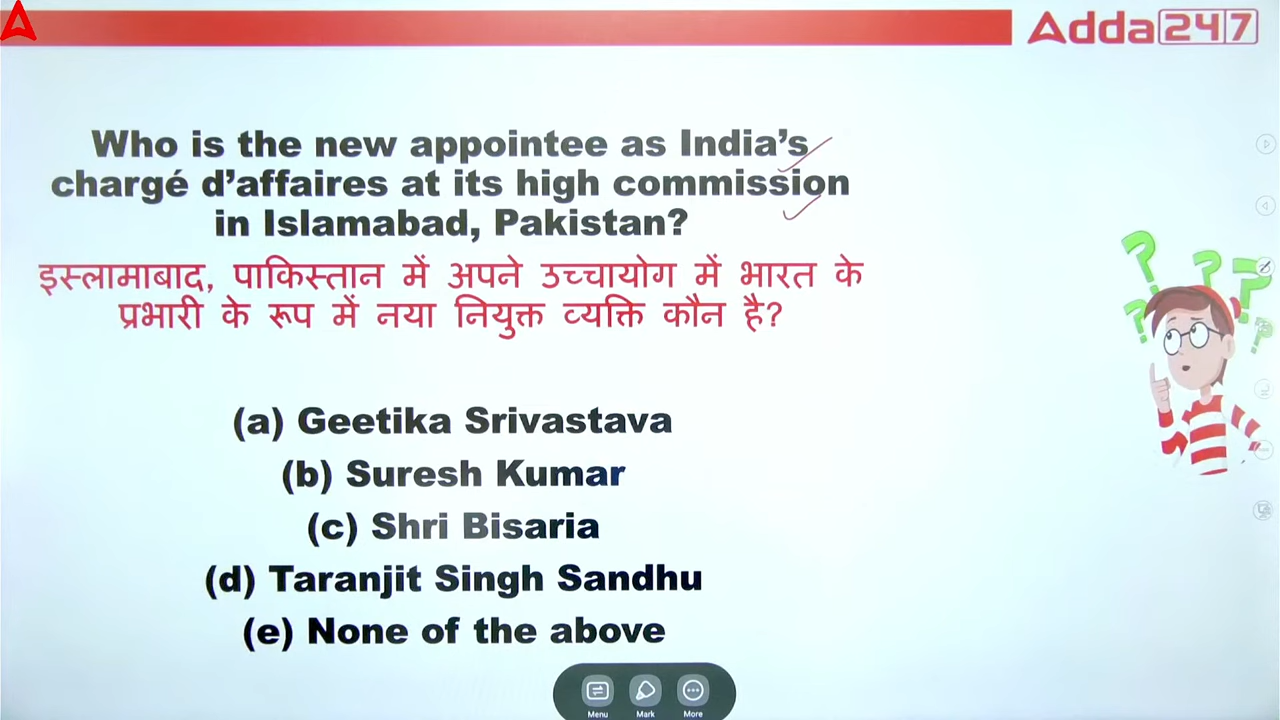 Adda247
Who is the new appointee as India’s
chargé d’affaires at its high commission
in Islamabad, Pakistan?
इस्लामाबाद, पाकिस्तान में अपने उच्चायोग में भारत के
प्रभारी के रूप में नया नियुक्त व्यक्ति कौन है?
(a) Geetika Srivastava
(b) Suresh Kumar
(c) Shri Bisaria
(d) Taranjit Singh Sandhu
(e) None of the above
Menu Mark More